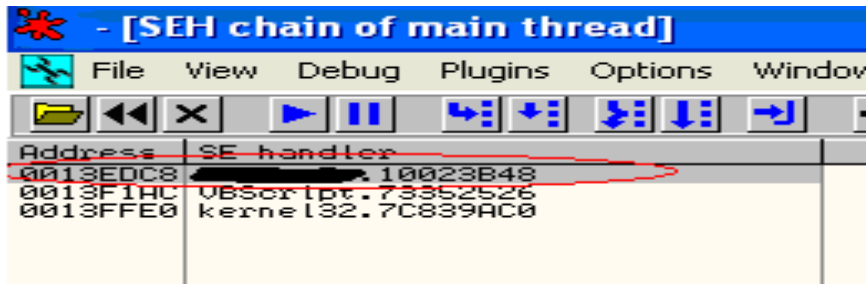 - [SEH chain of main thread]
File View Debug Plugins Options Window
Address SE handler
0013EDC8 .10023B48
0013F1AC VBScript.73352526
0013FFE0 kernel32.7C839AC0